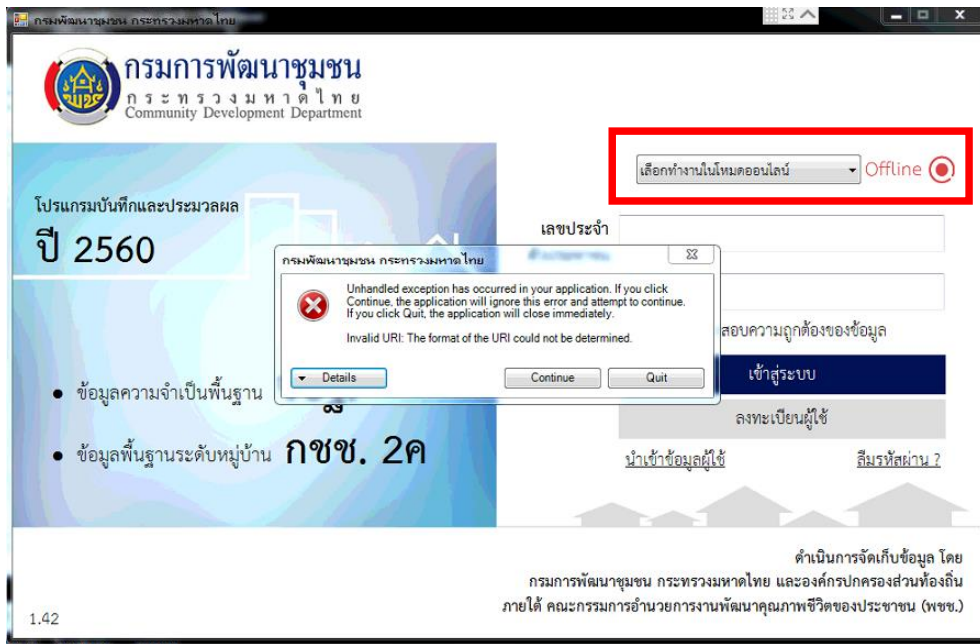 กรมพัฒนาชุมชน กระทรวงมหาดไทย
กรมการพัฒนาชุมชน
กระทรวงมหาดไทย
Community Development Department
เลือกทำงานในโหมดออนไลน์
Offline
โปรแกรมบันทึกและประมวลผล
ปี 2560
เลขประจำ
กรมพัฒนาชุมชน กระทรวงมหาดไทย
Unhandled exception has occurred in your application. If you click
Continue, the application will ignore this error and attempt to continue.
If you click Quit, the application will close immediately.
Invalid URI: The format of the URI could not be determined.
Details
Continue
Quit
สอบความถูกต้องของข้อมูล
เข้าสู่ระบบ
ลงทะเบียนผู้ใช้
นำเข้าข้อมูลผู้ใช้
ลืมรหัสผ่าน ?
• ข้อมูลความจำเป็นพื้นฐาน
• ข้อมูลพื้นฐานระดับหมู่บ้าน กชช. 2ค
ดำเนินการจัดเก็บข้อมูล โดย
กรมการพัฒนาชุมชน กระทรวงมหาดไทย และองค์กรปกครองส่วนท้องถิ่น
ภายใต้ คณะกรรมการอำนวยการงานพัฒนาคุณภาพชีวิตของประชาชน (พชช.)
1.42